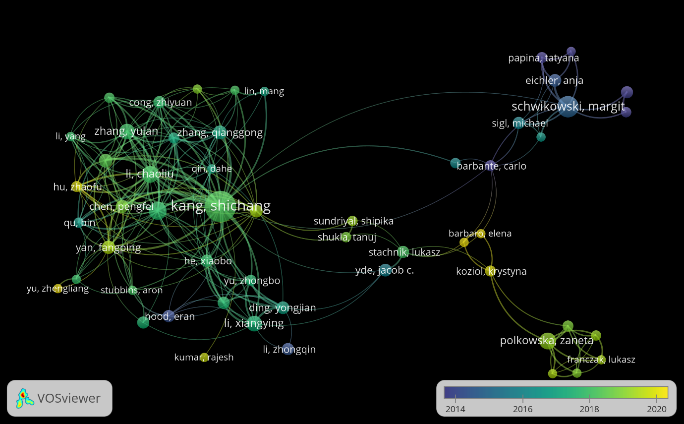 papina, tatyana
eichler, anja
lin, mang
cong, zhiyuan
schwikowski, margit
sigl, michael
zhang, yulan
zhang, qianggong
li, yang
barbante, carlo
qin, dahe
li, chaoliu
hu, zhaofu
chen, pengfei
kang, shichang
qu, bin
sundriyal, shipika
barbaro, elena
shukla, tanuj
yan, fangping
stachnik, lukasz
he, xiaobo
yde, jacob c.
koziol, krystyna
yu, zhengliang
stubbins, aron
yu, zhongbo
ding, yongjian
hood, eran
li, xiangying
polkowska, zaneta
li, zhongqin
kumar, rajesh
franczak, lukasz
VOSviewer
2014 2016 2018 2020